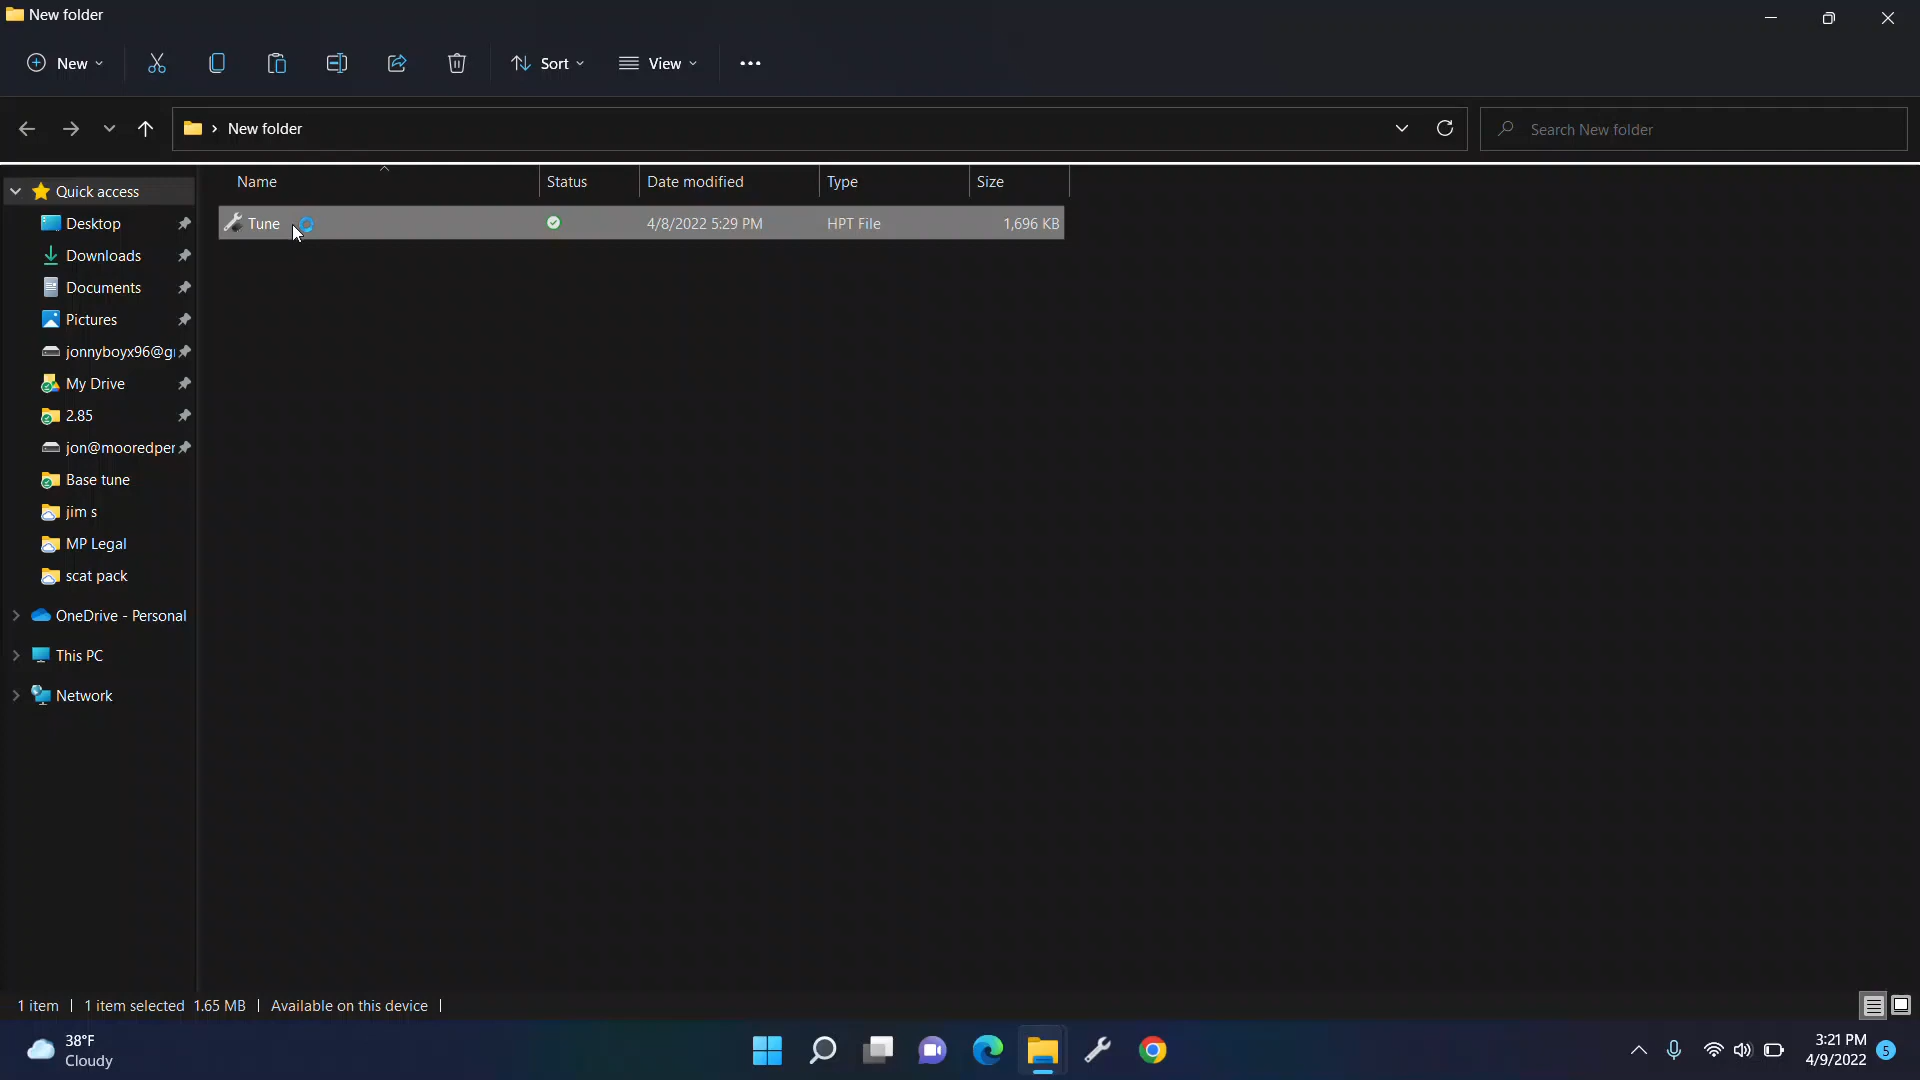 New folder
New
Sort
View
New folder
Search New folder
Name
Status
Date modified
Type
Size
Quick access
Tune
4/8/2022 5:29 PM
HPT File
1,696 KB
Desktop
Downloads
Documents
Pictures
jonnyboyx96@g
My Drive
2.85
jon@mooredper
Base tune
jim s
MP Legal
scat pack
OneDrive - Personal
This PC
Network
1 item
1 item selected 1.65 MB
Available on this device
38°F
Cloudy
3:21 PM
4/9/2022
5